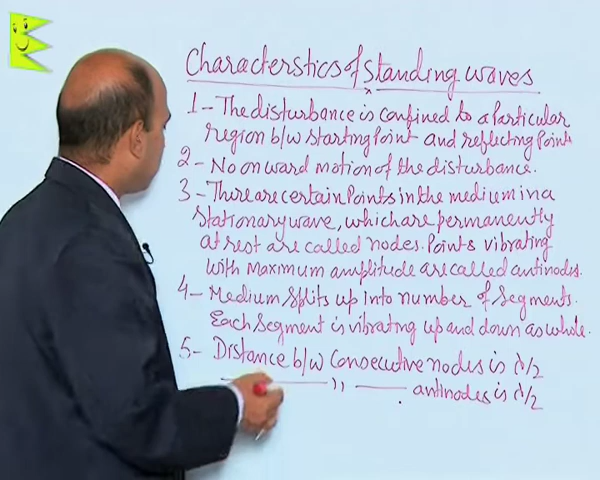 Characterstics of standing waves
1- The disturbance is confined to a Particular
region b/w starting Point and reflecting Point
2- No onward motion of the disturbance.
3- There are certain Points in the medium in a
Stationary wave, which are permanently
at rest are called nodes. Points vibrating
with maximum amplitude are called antinodes.
4- Medium splits up into number of Segments.
Each Segment is vibrating up and down as whole.
5- Distance b/w Consecutive nodes is λ/2
—— ,, —— antinodes is λ/2